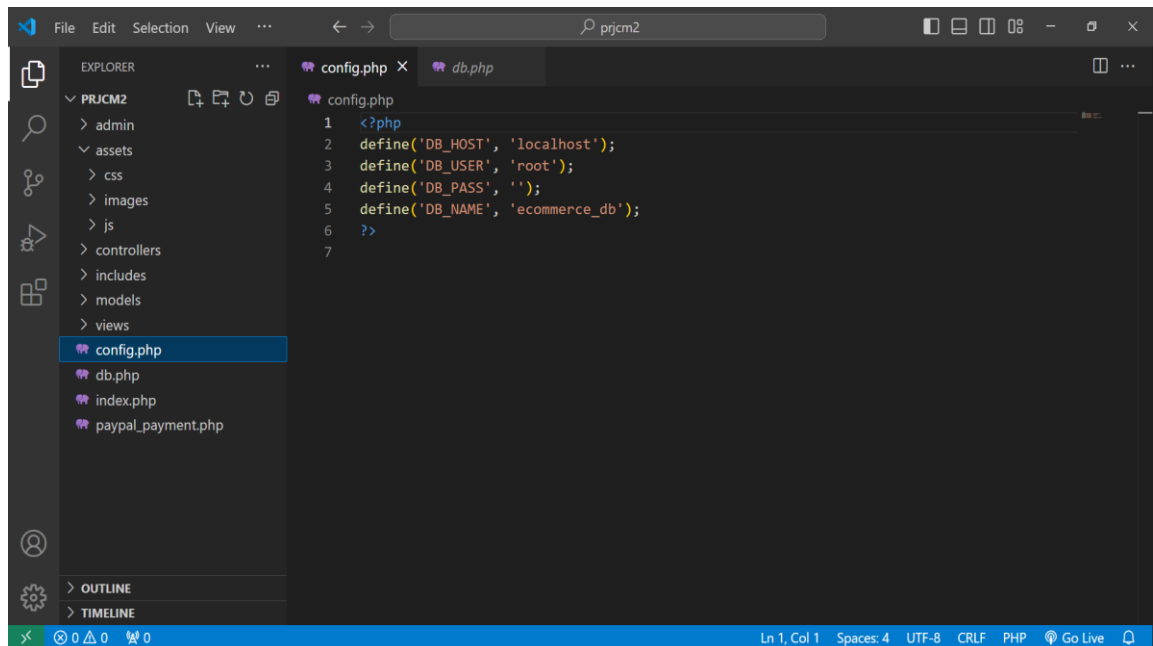 File Edit Selection View ··· prjcm2
EXPLORER ···
PRJCM2
admin
assets
css
images
js
controllers
includes
models
views
config.php
db.php
index.php
paypal_payment.php
OUTLINE
TIMELINE
config.php db.php
config.php
1 <?php
2 define('DB_HOST', 'localhost');
3 define('DB_USER', 'root');
4 define('DB_PASS', '');
5 define('DB_NAME', 'ecommerce_db');
6 ?>
7
0 0 0 Ln 1, Col 1 Spaces: 4 UTF-8 CRLF PHP Go Live